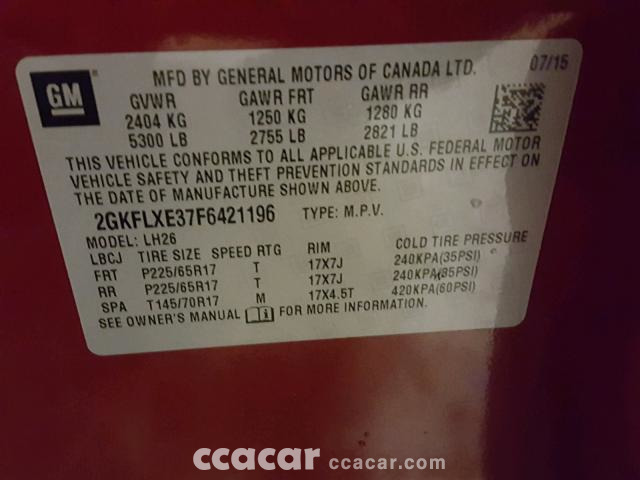 GM
MFD BY GENERAL MOTORS OF CANADA LTD. 07/15
GVWR GAWR FRT GAWR RR
2404 KG 1250 KG 1280 KG
5300 LB 2755 LB 2821 LB
THIS VEHICLE CONFORMS TO ALL APPLICABLE U.S. FEDERAL MOTOR
VEHICLE SAFETY AND THEFT PREVENTION STANDARDS IN EFFECT ON
THE DATE OF MANUFACTURE SHOWN ABOVE.
2GKFLXE37F6421196 TYPE: M.P.V.
MODEL: LH26
LBCJ TIRE SIZE SPEED RTG RIM COLD TIRE PRESSURE
FRT P225/65R17 T 17X7J 240KPA(35PSI)
RR P225/65R17 T 17X7J 240KPA(35PSI)
SPA T145/70R17 M 17X4.5T 420KPA(60PSI)
SEE OWNER'S MANUAL FOR MORE INFORMATION.
ccacar ccacar.com